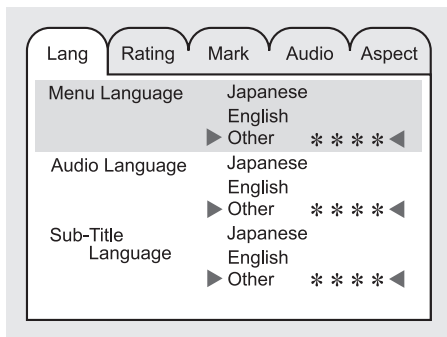 Lang Rating Mark Audio Aspect
Menu Language Japanese
English
▶ Other ＊＊＊＊◀
Audio Language Japanese
English
▶ Other ＊＊＊＊◀
Sub-Title Japanese
Language English
▶ Other ＊＊＊＊◀